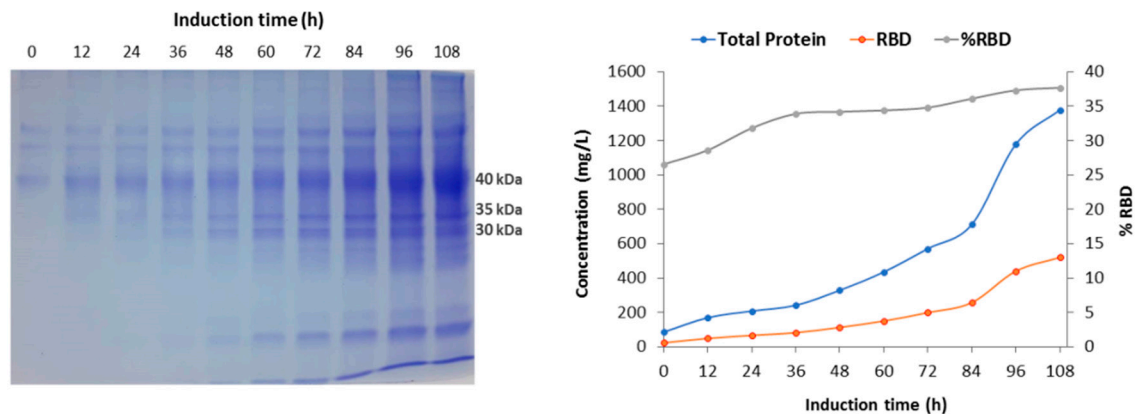 Induction time (h)
0 12 24 36 48 60 72 84 96 108
40 kDa
35 kDa
30 kDa
Total Protein RBD %RBD
1600
1400
1200
1000
800
600
400
200
0
Concentration (mg/L)
40
35
30
25
20
15
10
5
0
% RBD
0 12 24 36 48 60 72 84 96 108
Induction time (h)